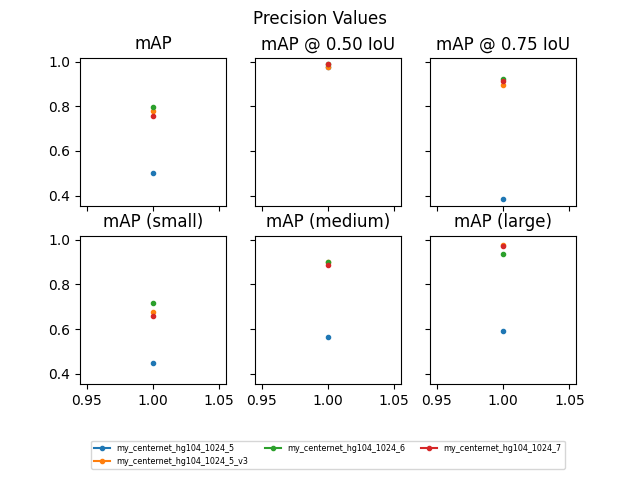 Precision Values
mAP
mAP @ 0.50 IoU
mAP @ 0.75 IoU
1.0
0.8
0.6
0.4
mAP (small)
mAP (medium)
mAP (large)
1.0
0.8
0.6
0.4
0.95 1.00 1.05
0.95 1.00 1.05
0.95 1.00 1.05
my_centernet_hg104_1024_5
my_centernet_hg104_1024_5_v3
my_centernet_hg104_1024_6
my_centernet_hg104_1024_7